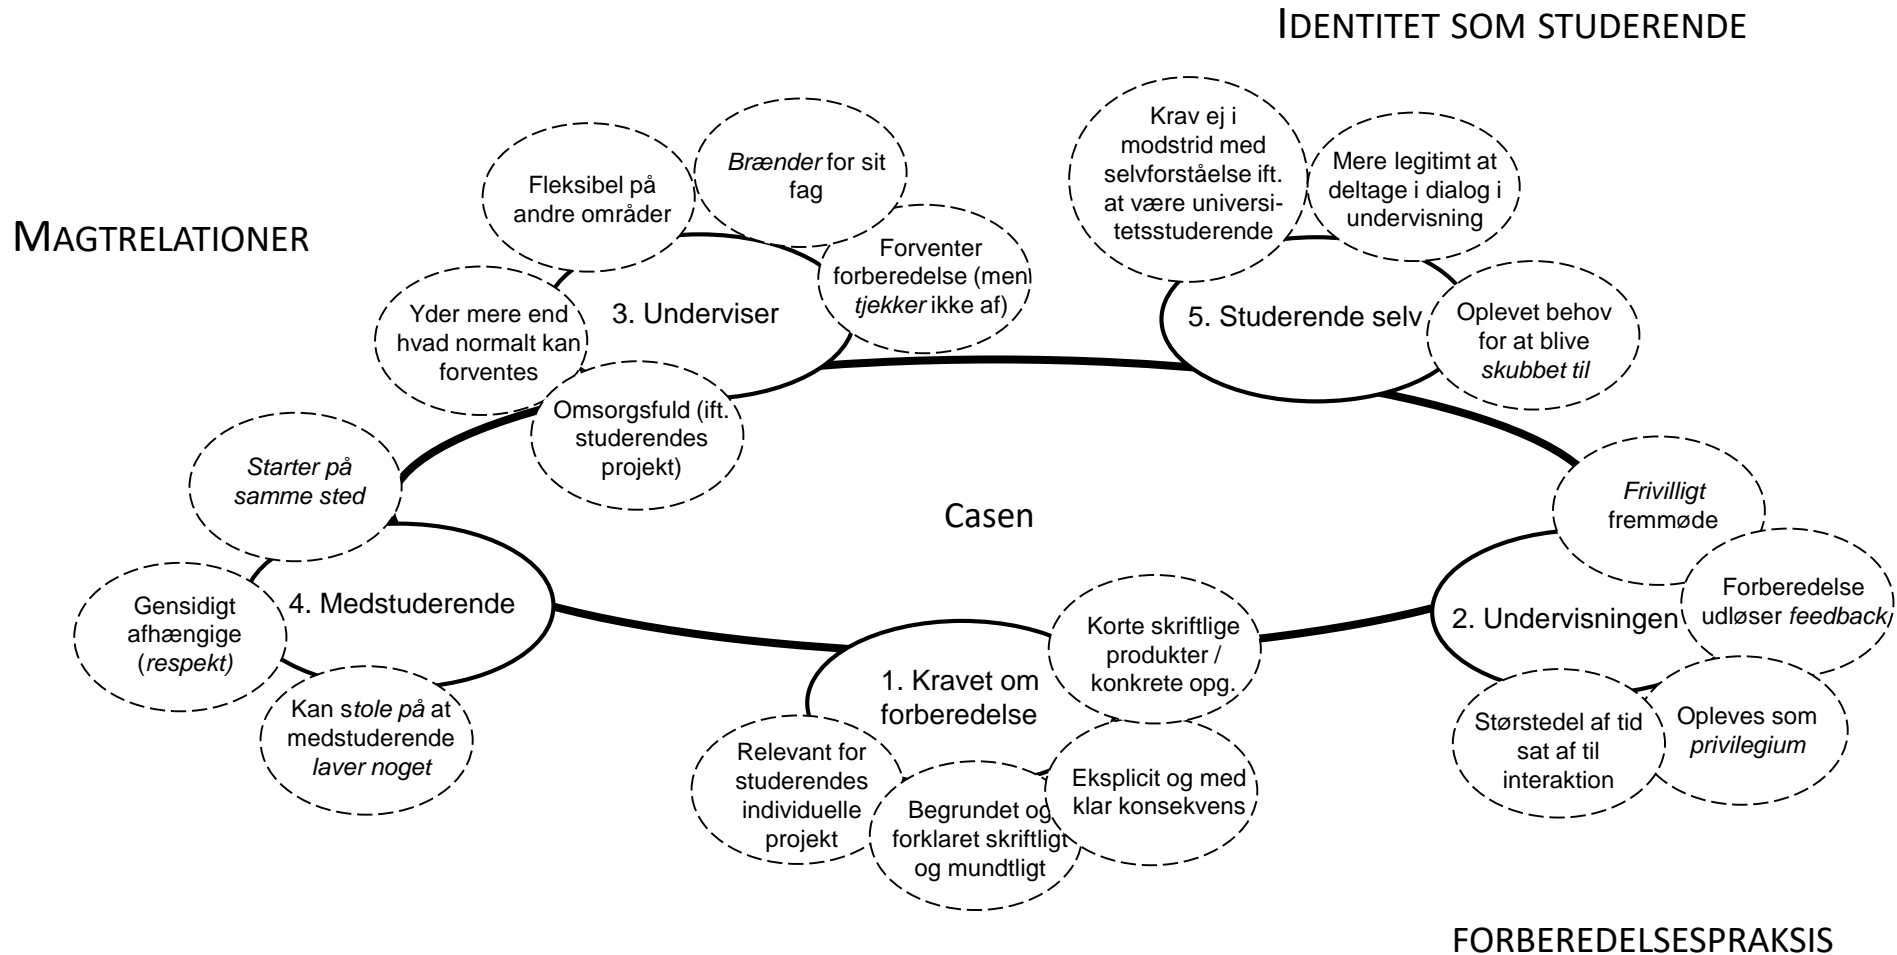 IDENTITET SOM STUDERENDE
MAGTRELATIONER
Fleksibel på
andre områder
Brænder for sit
fag
Forventer
forberedelse (men
tjekker ikke af)
Yder mere end
hvad normalt kan
forventes
3. Underviser
Omsorgsfuld (ift.
studerendes
projekt)
Krav ej i
modstrid med
selvforståelse ift.
at være universi-
tetsstuderende
Mere legitimt at
deltage i dialog i
undervisning
5. Studerende selv
Oplevet behov
for at blive
skubbet til
Starter på
samme sted
Gensidigt
afhængige
(respekt)
4. Medstuderende
Kan stole på at
medstuderende
laver noget
Casen
1. Kravet om
forberedelse
Korte skriftlige
produkter /
konkrete opg.
Relevant for
studerendes
individuelle
projekt
Begrundet og
forklaret skriftligt
og mundtligt
Eksplicit og med
klar konsekvens
Frivilligt
fremmøde
2. Undervisningen
Forberedelse
udløser feedback
Størstedel af tid
sat af til
interaktion
Opleves som
privilegium
FORBEREDELSESPRAKSIS